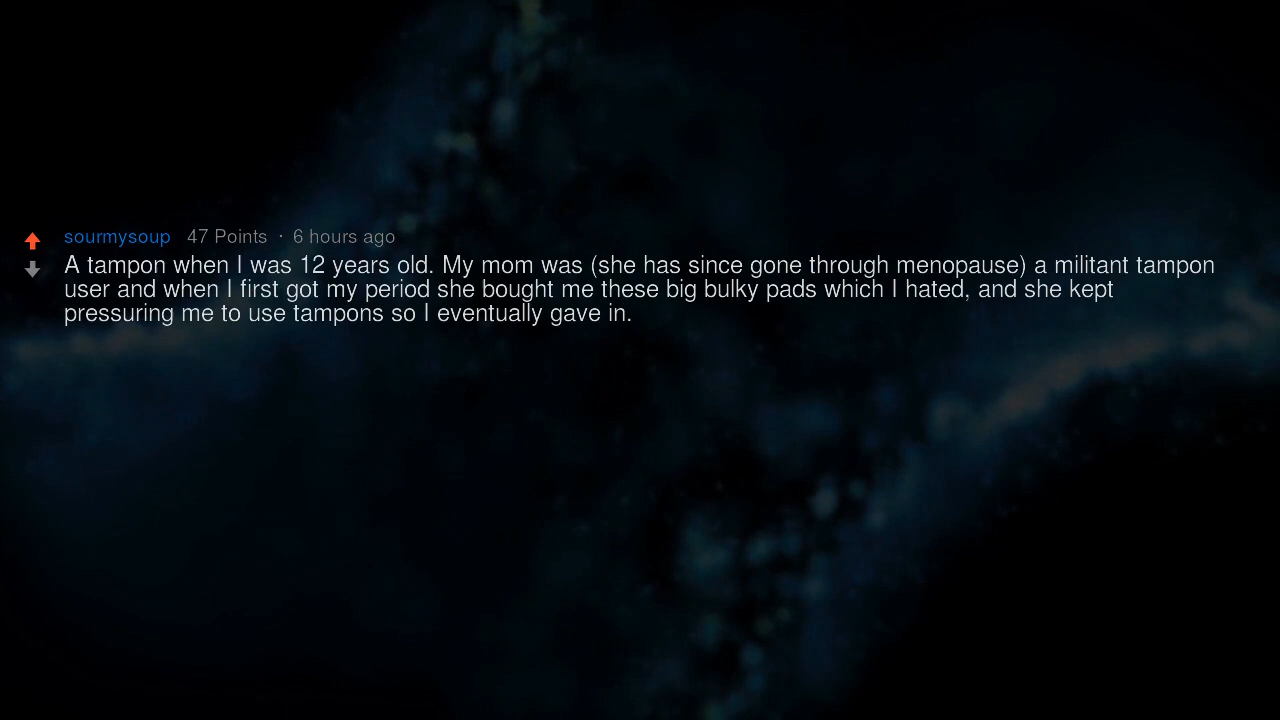 sourmysoup 47 Points · 6 hours ago
A tampon when I was 12 years old. My mom was (she has since gone through menopause) a militant tampon
user and when I first got my period she bought me these big bulky pads which I hated, and she kept
pressuring me to use tampons so I eventually gave in.